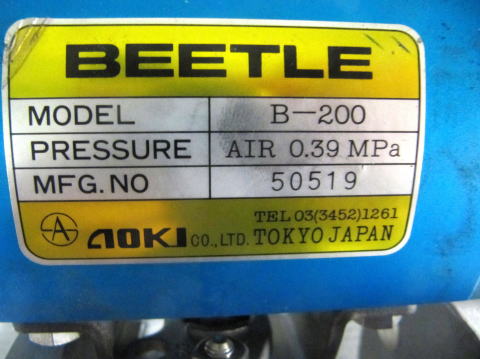 BEETLE
MODEL B-200
PRESSURE AIR 0.39 MPa
MFG.NO 50519
TEL 03(3452)1261
AOKI CO.,LTD. TOKYO JAPAN